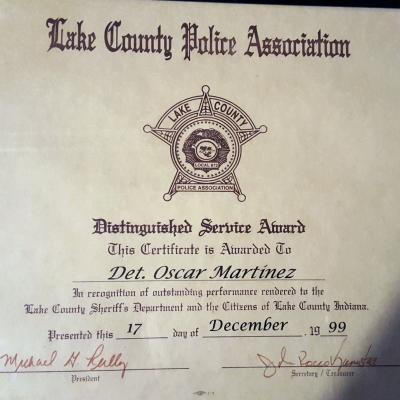 Lake County Police Association
LAKE COUNTY
LOCAL 972
POLICE ASSOCIATION
Distinguished Service Award
This Certificate is Awarded To
Det. Oscar Martinez
In recognition of outstanding performance rendered to the
Lake County Sheriff's Department and the Citizens of Lake County Indiana.
Presented this 17 day of December, 19 99
Michael
President Secretary / Treasurer